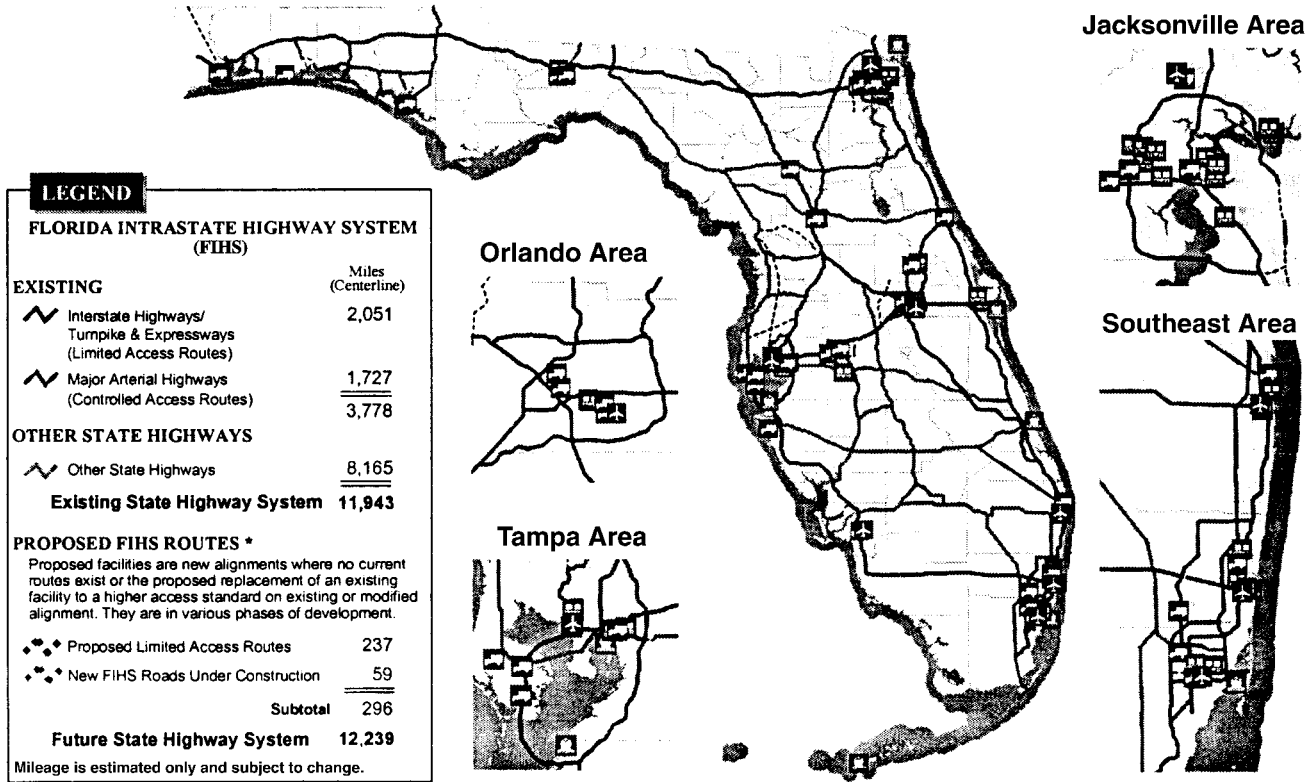 Jacksonville Area
LEGEND
FLORIDA INTRASTATE HIGHWAY SYSTEM
(FIHS)
Miles
(Centerline)
EXISTING
Interstate Highways/ 2,051
Turnpike & Expressways
(Limited Access Routes)
Major Arterial Highways 1,727
(Controlled Access Routes)
3,778
OTHER STATE HIGHWAYS
Other State Highways 8,165
Existing State Highway System 11,943
PROPOSED FIHS ROUTES *
Proposed facilities are new alignments where no current
routes exist or the proposed replacement of an existing
facility to a higher access standard on existing or modified
alignment. They are in various phases of development.
Proposed Limited Access Routes 237
New FIHS Roads Under Construction 59
Subtotal 296
Future State Highway System 12,239
Mileage is estimated only and subject to change.
Orlando Area
Tampa Area
Southeast Area